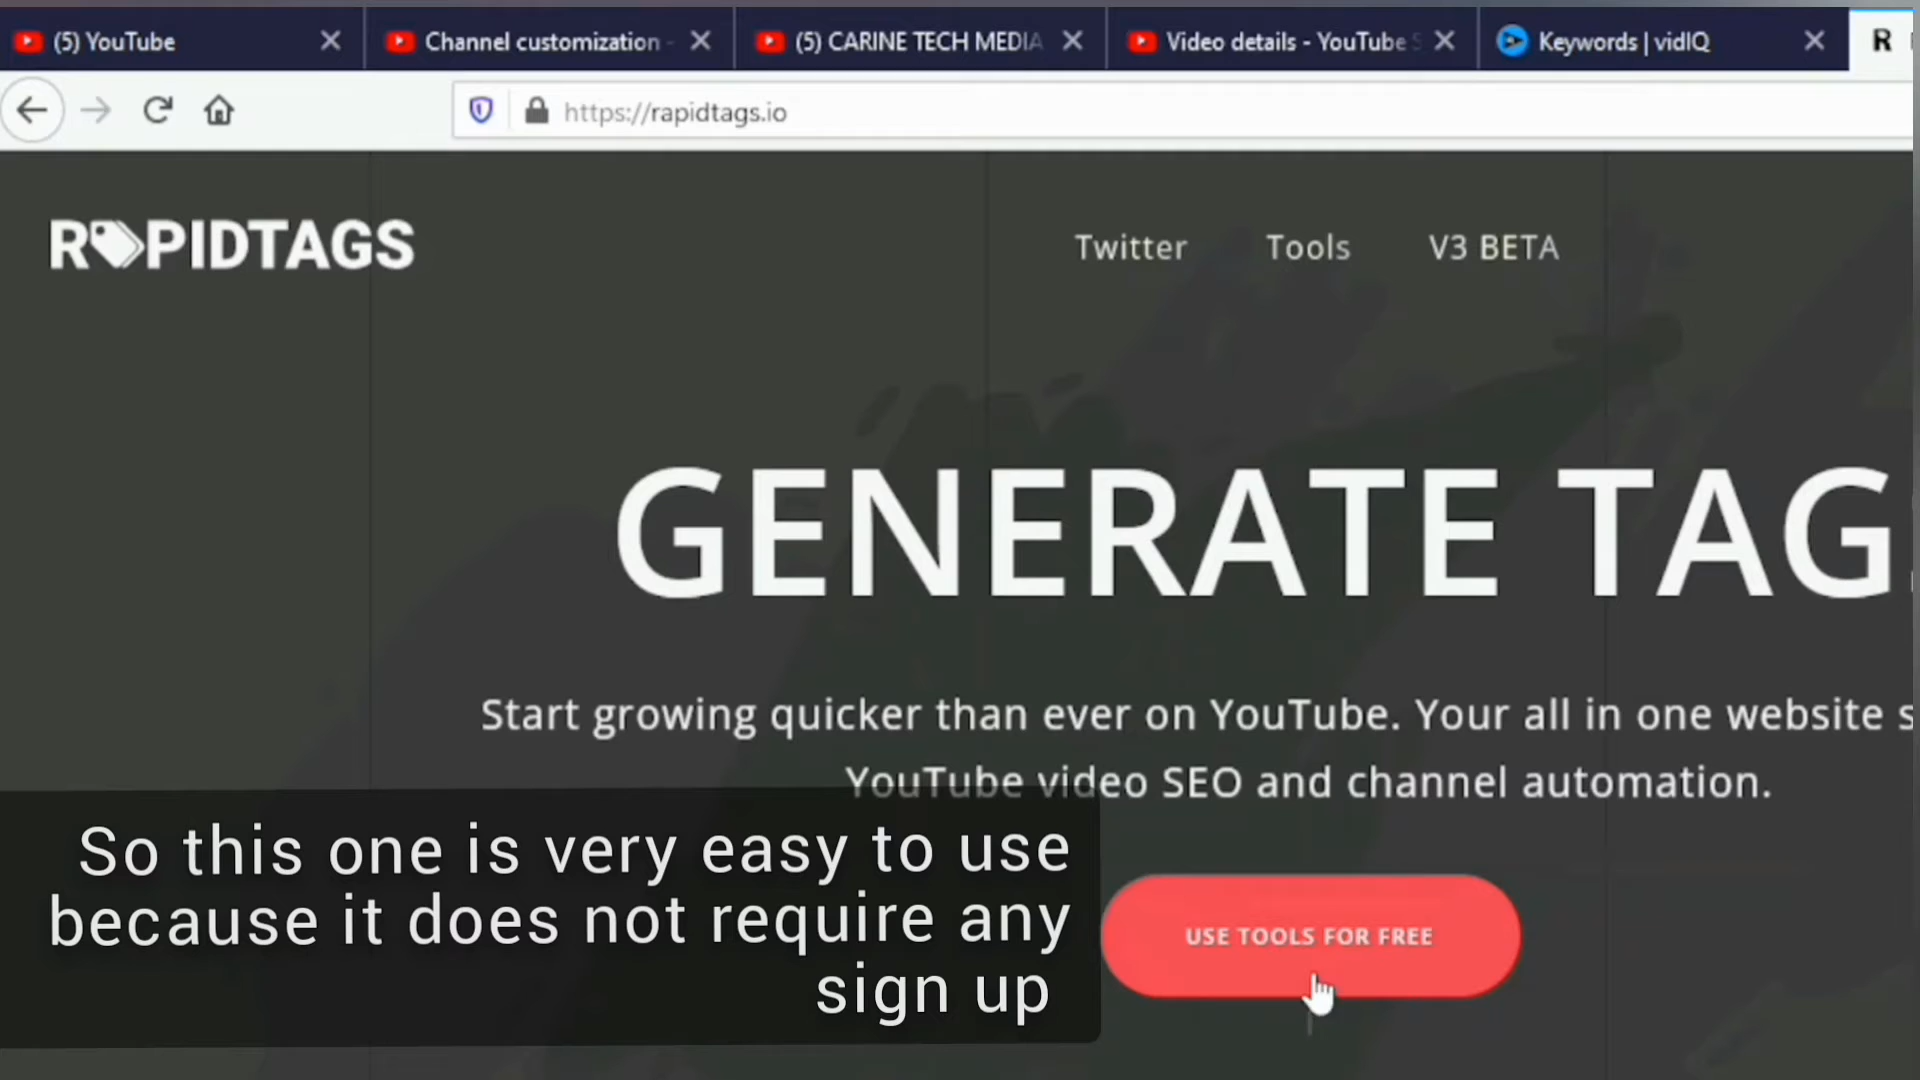 (5) YouTube
Channel customization -
(5) CARINE TECH MEDIA
Video details - YouTube S
Keywords | vidIQ
R
https://rapidtags.io
RAPIDTAGS
Twitter
Tools
V3 BETA
GENERATE TAG
Start growing quicker than ever on YouTube. Your all in one website s
YouTube video SEO and channel automation.
So this one is very easy to use
because it does not require any
sign up
USE TOOLS FOR FREE